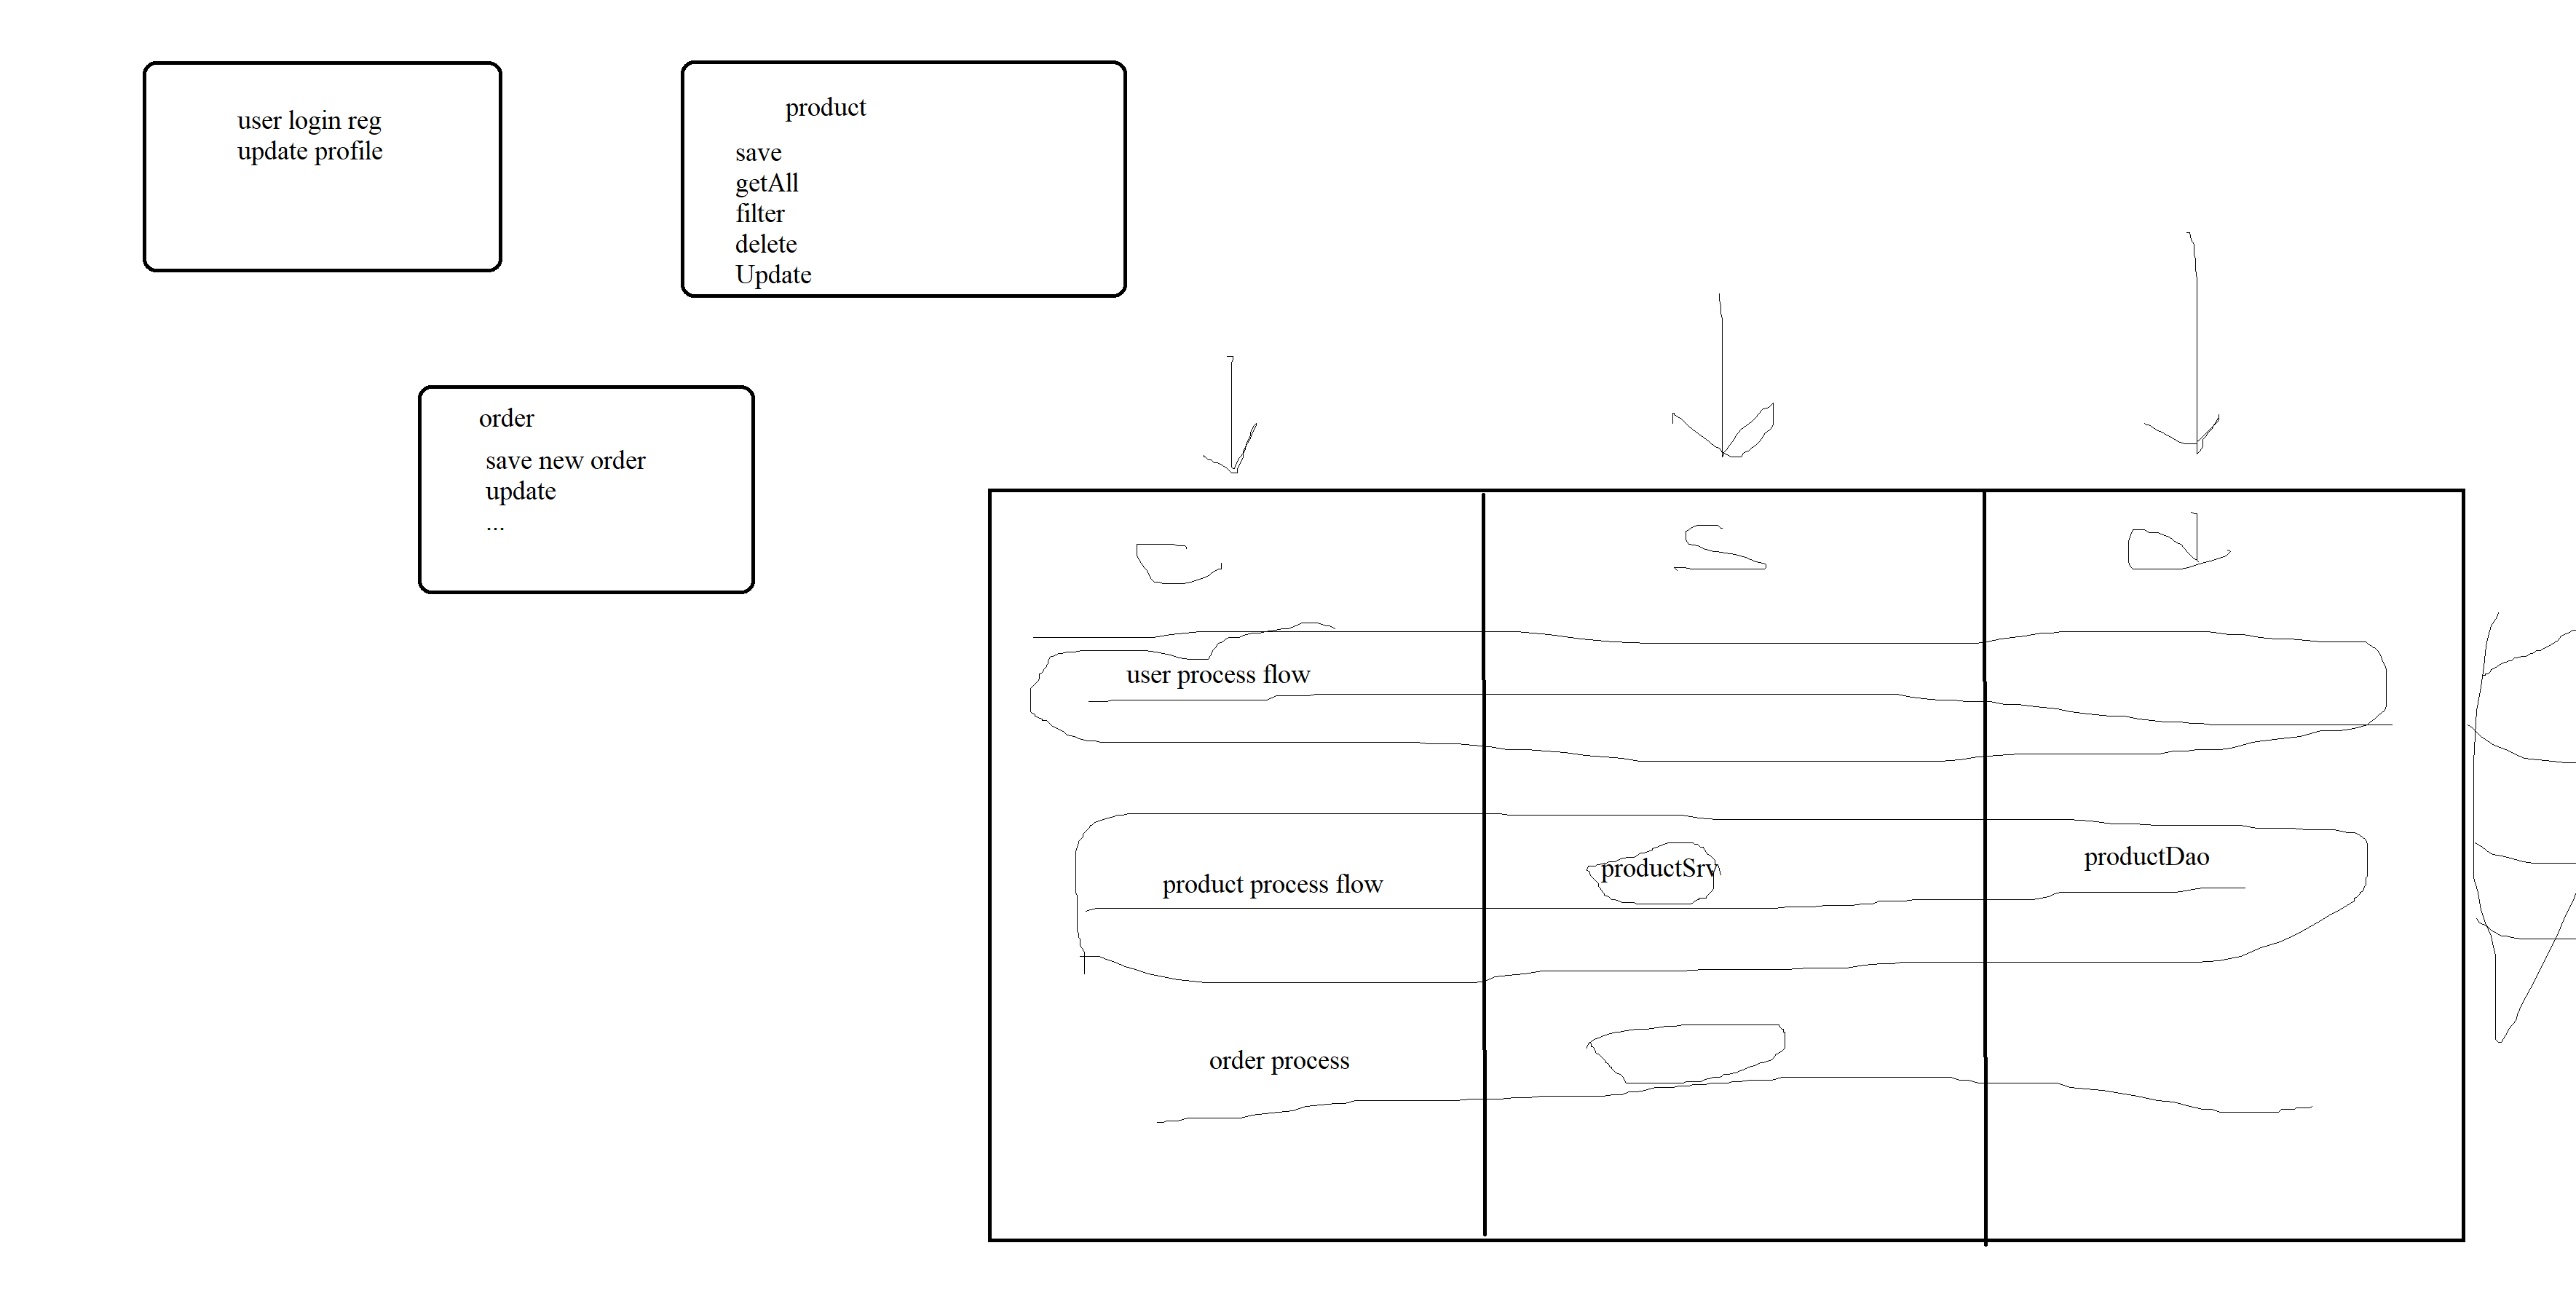 user login reg
update profile
product
save
getAll
filter
delete
Update
order
save new order
update
...
C
S
d
user process flow
product process flow
productSrv
productDao
order process